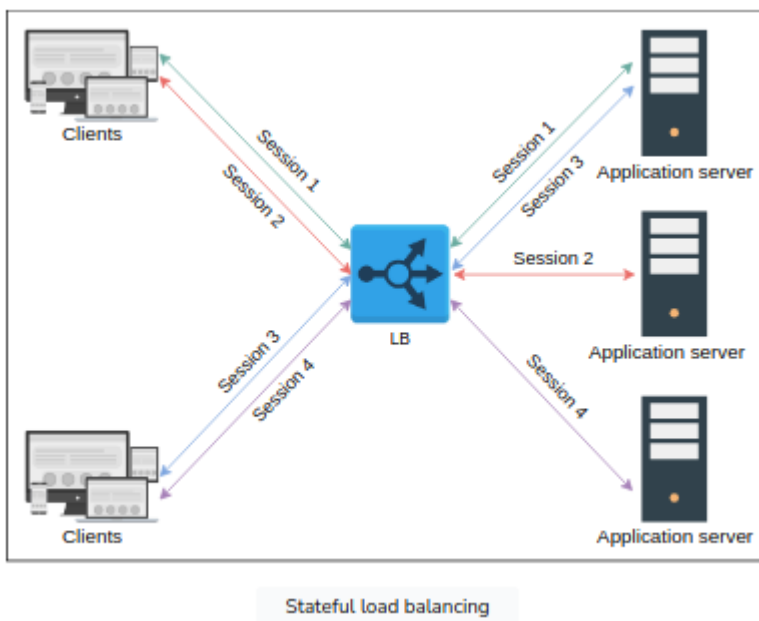 Clients
Session 1
Session 2
Session 1
Session 3
Application server
Session 2
LB
Application server
Session 3
Session 4
Session 4
Clients
Application server
Stateful load balancing